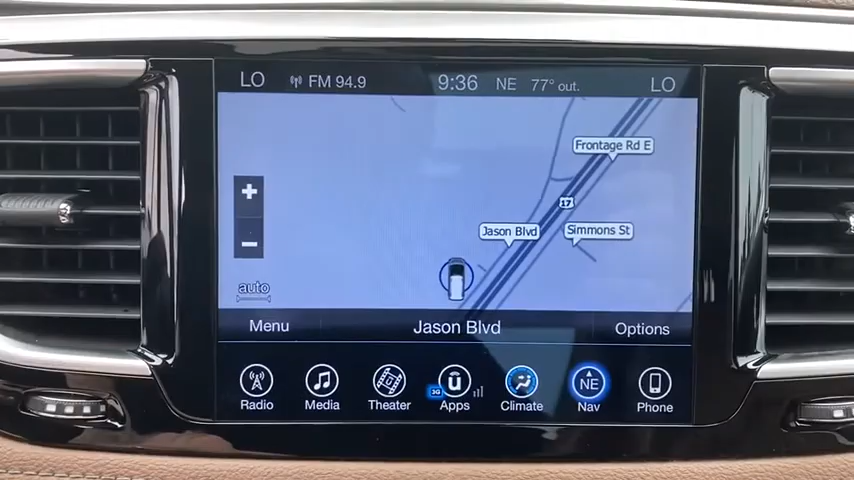 LO FM 94.9 9:36 NE 77° out. LO
Frontage Rd E
17
Jason Blvd
Simmons St
+
−
auto
Menu Jason Blvd Options
3G NE
Radio Media Theater Apps Climate Nav Phone